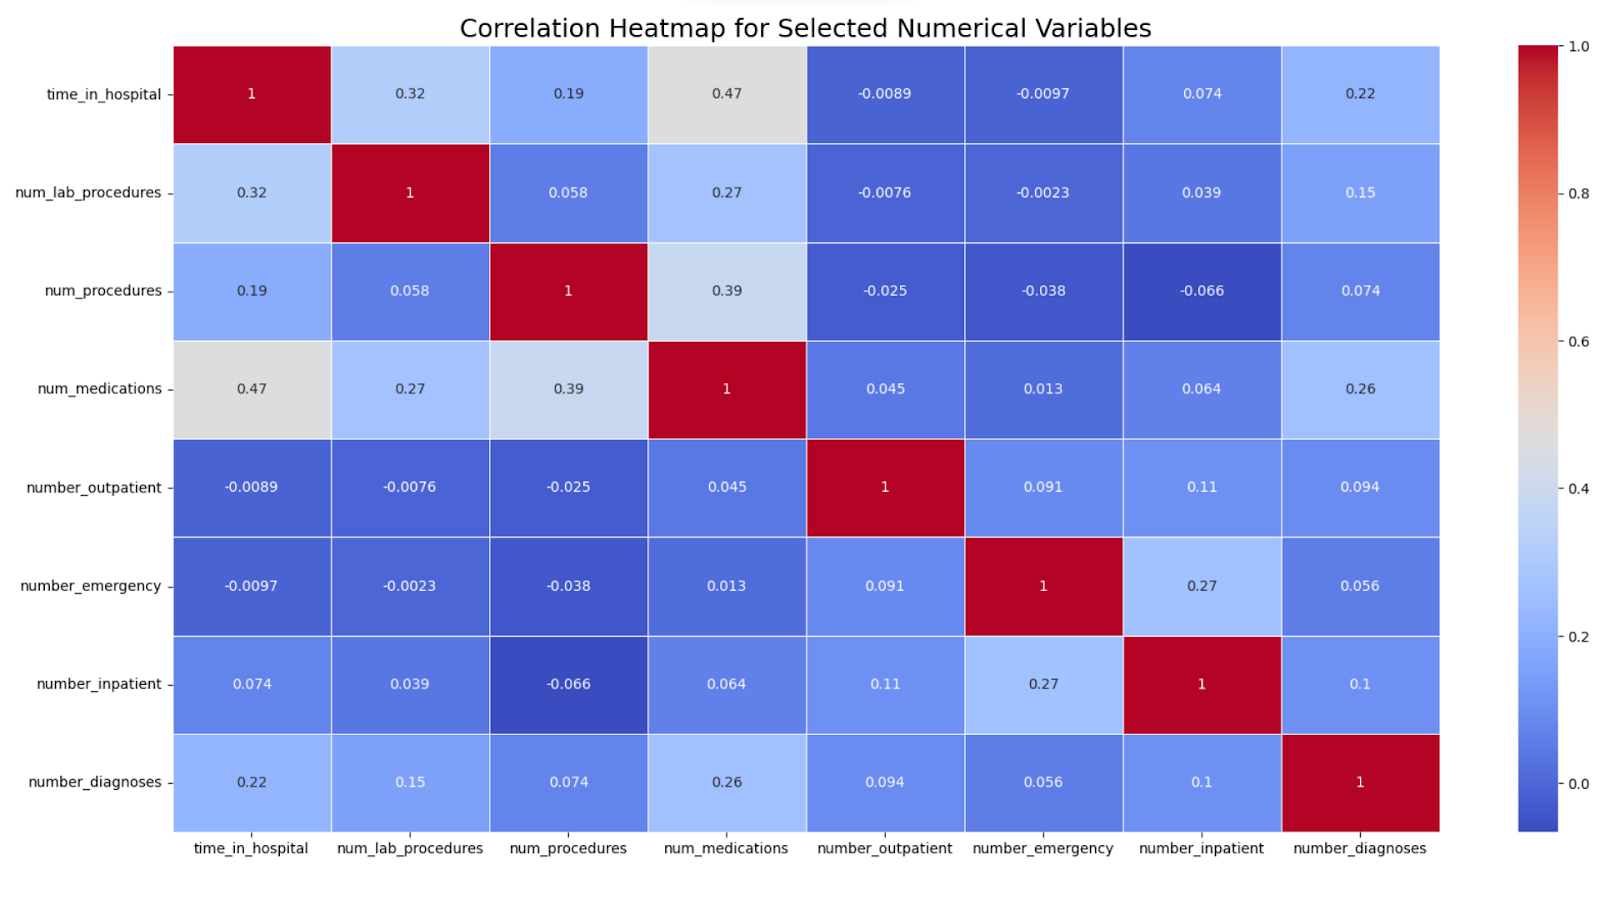 Correlation Heatmap for Selected Numerical Variables
time_in_hospital 1 0.32 0.19 0.47 -0.0089 -0.0097 0.074 0.22
num_lab_procedures 0.32 1 0.058 0.27 -0.0076 -0.0023 0.039 0.15
num_procedures 0.19 0.058 1 0.39 -0.025 -0.038 -0.066 0.074
num_medications 0.47 0.27 0.39 1 0.045 0.013 0.064 0.26
number_outpatient -0.0089 -0.0076 -0.025 0.045 1 0.091 0.11 0.094
number_emergency -0.0097 -0.0023 -0.038 0.013 0.091 1 0.27 0.056
number_inpatient 0.074 0.039 -0.066 0.064 0.11 0.27 1 0.1
number_diagnoses 0.22 0.15 0.074 0.26 0.094 0.056 0.1 1
time_in_hospital num_lab_procedures num_procedures num_medications number_outpatient number_emergency number_inpatient number_diagnoses
1.0
0.8
0.6
0.4
0.2
0.0